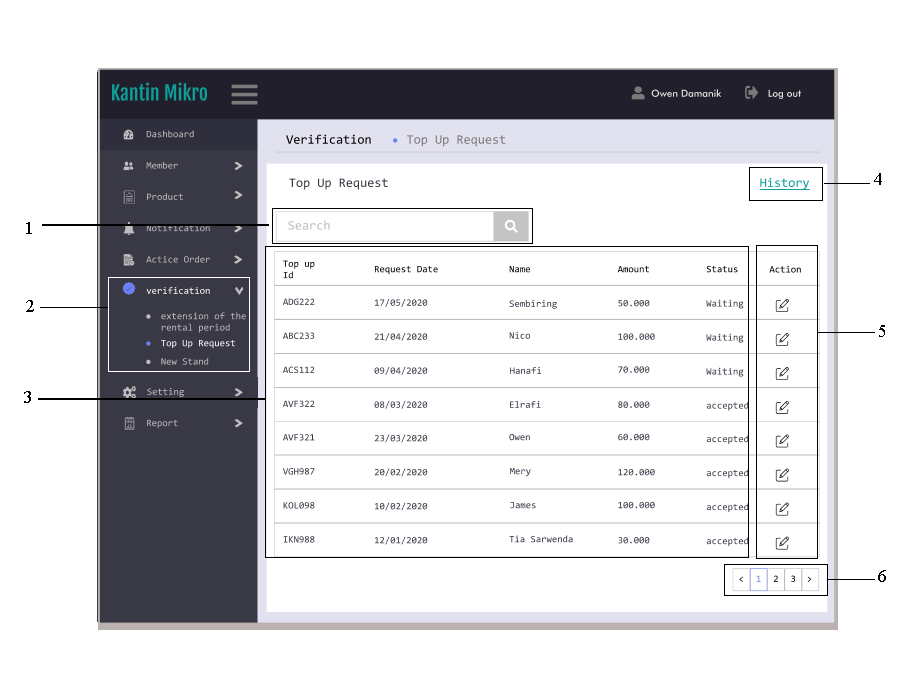 Kantin Mikro
Owen Damanik
Log out
Dashboard
Verification
Top Up Request
Member
Product
Top Up Request
History
4
1
Search
Notification
Actice Order
2
verification
extension of the
rental period
Top Up Request
New Stand
3
Setting
Report
Top up
Id
Request Date
Name
Amount
Status
Action
ADG222 17/05/2020 Sembiring 50.000 Waiting
5
ABC233 21/04/2020 Nico 100.000 Waiting
ACS112 09/04/2020 Hanafi 70.000 Waiting
AVF322 08/03/2020 Elrafi 80.000 accepted
AVF321 23/03/2020 Owen 60.000 accepted
VGH987 20/02/2020 Mery 120.000 accepted
KOL098 10/02/2020 James 100.000 accepted
IKN988 12/01/2020 Tia Sarwenda 30.000 accepted
< 1 2 3 >
6